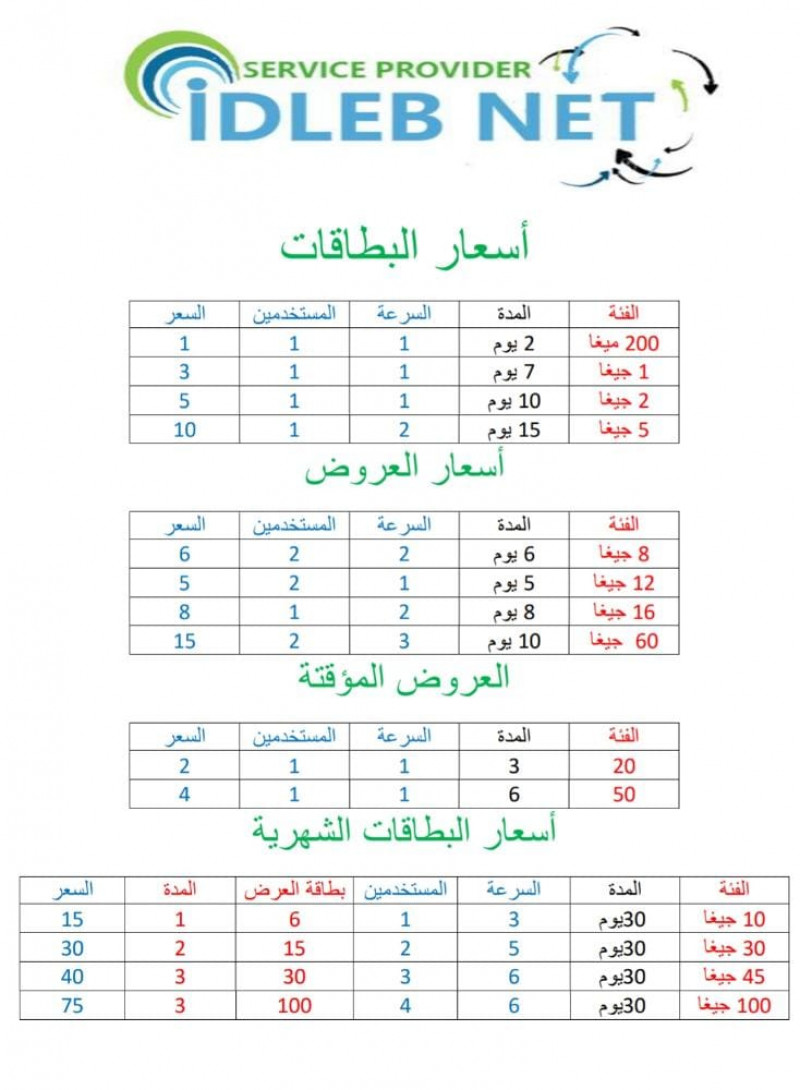 SERVICE PROVIDER
iDLEB NET
أسعار البطاقات
الفئة المدة السرعة المستخدمين السعر
200 ميغا 2 يوم 1 1 1
1 جيغا 7 يوم 1 1 3
2 جيغا 10 يوم 1 1 5
5 جيغا 15 يوم 2 1 10
أسعار العروض
الفئة المدة السرعة المستخدمين السعر
8 جيغا 6 يوم 2 2 6
12 جيغا 5 يوم 1 2 5
16 جيغا 8 يوم 2 1 8
60 جيغا 10 يوم 3 2 15
العروض المؤقتة
الفئة المدة السرعة المستخدمين السعر
20 3 1 1 2
50 6 1 1 4
أسعار البطاقات الشهرية
الفئة المدة السرعة المستخدمين بطاقة العرض المدة السعر
10 جيغا 30يوم 3 1 6 1 15
30 جيغا 30يوم 5 2 15 2 30
45 جيغا 30يوم 6 3 30 3 40
100 جيغا 30يوم 6 4 100 3 75